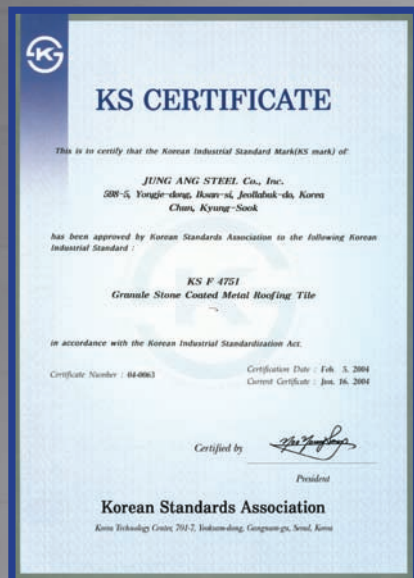 KS CERTIFICATE
This is to certify that the Korean Industrial Standard Mark(KS mark) of
JUNG ANG STEEL Co., Inc.
598-5, Yongje-dong, Iksan-si, Jeollabuk-do, Korea
Chun, Kyung-Sook
has been approved by Korean Standards Association to the following Korean
Industrial Standard :
KS F 4751
Granule Stone Coated Metal Roofing Tile
in accordance with the Korean Industrial Standardization Act.
Certificate Number : 04-0063
Certification Date : Feb. 5. 2004
Current Certificate : Jun. 16. 2004
Certified by
President
Korean Standards Association
Korea Technology Center, 701-7, Yeoksam-dong, Gangnam-gu, Seoul, Korea